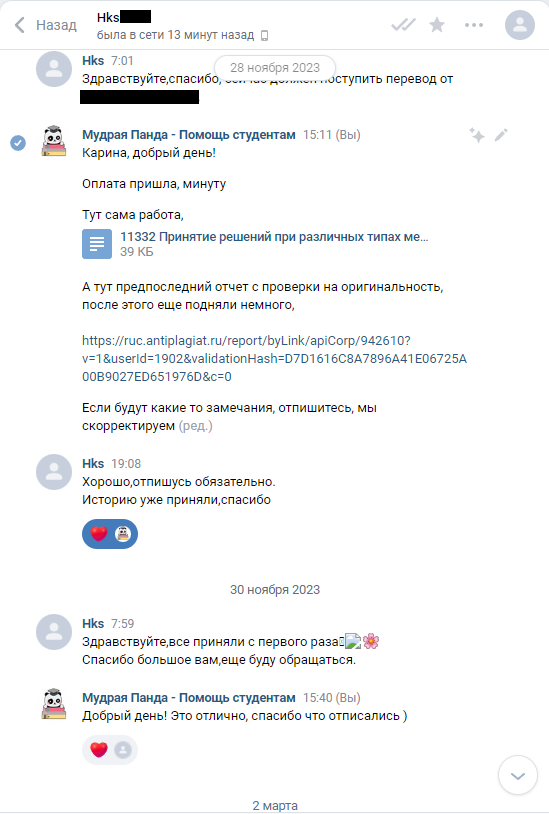 Назад
Hks
была в сети 13 минут назад
28 ноября 2023
Hks 7:01
Здравствуйте,спасибо, должен поступить перевод от
Мудрая Панда - Помощь студентам 15:11 (Вы)
Карина, добрый день!
Оплата пришла, минуту
Тут сама работа,
11332 Принятие решений при различных типах ме...
39 КБ
А тут предпоследний отчет с проверки на оригинальность,
после этого еще подняли немного,
https://ruc.antiplagiat.ru/report/byLink/apiCorp/942610?
v=1&userId=1902&validationHash=D7D1616C8A7896A41E06725A
00B9027ED651976D&c=0
Если будут какие то замечания, отпишитесь, мы
скорректируем (ред.)
Hks 19:08
Хорошо,отпишусь обязательно.
Историю уже приняли,спасибо
30 ноября 2023
Hks 7:59
Здравствуйте,все приняли с первого раза
Спасибо большое вам,еще буду обращаться.
Мудрая Панда - Помощь студентам 15:40 (Вы)
Добрый день! Это отлично, спасибо что отписались )
2 марта